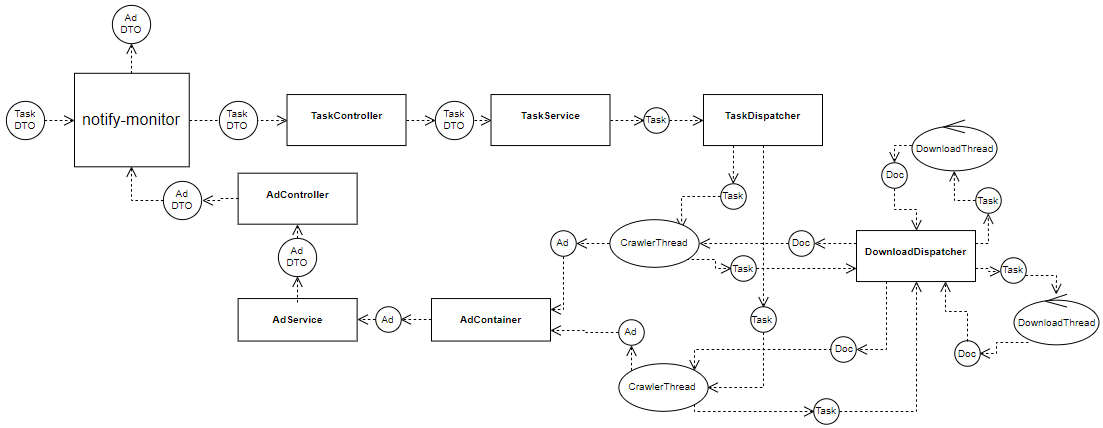 Ad
DTO
Task
DTO
notify-monitor
Task
DTO
TaskController
Task
DTO
TaskService
Task
TaskDispatcher
DownloadThread
Doc
Task
Task
AdController
Ad
DTO
CrawlerThread
Ad
Doc
Task
DownloadDispatcher
Task
Ad
DTO
AdService
Ad
AdContainer
Ad
Task
DownloadThread
Doc
Doc
CrawlerThread
Task